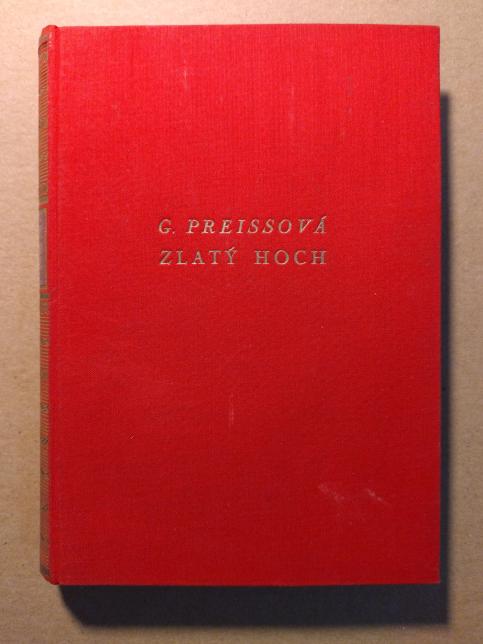 G. PREISSOVÁ
ZLATÝ HOCH